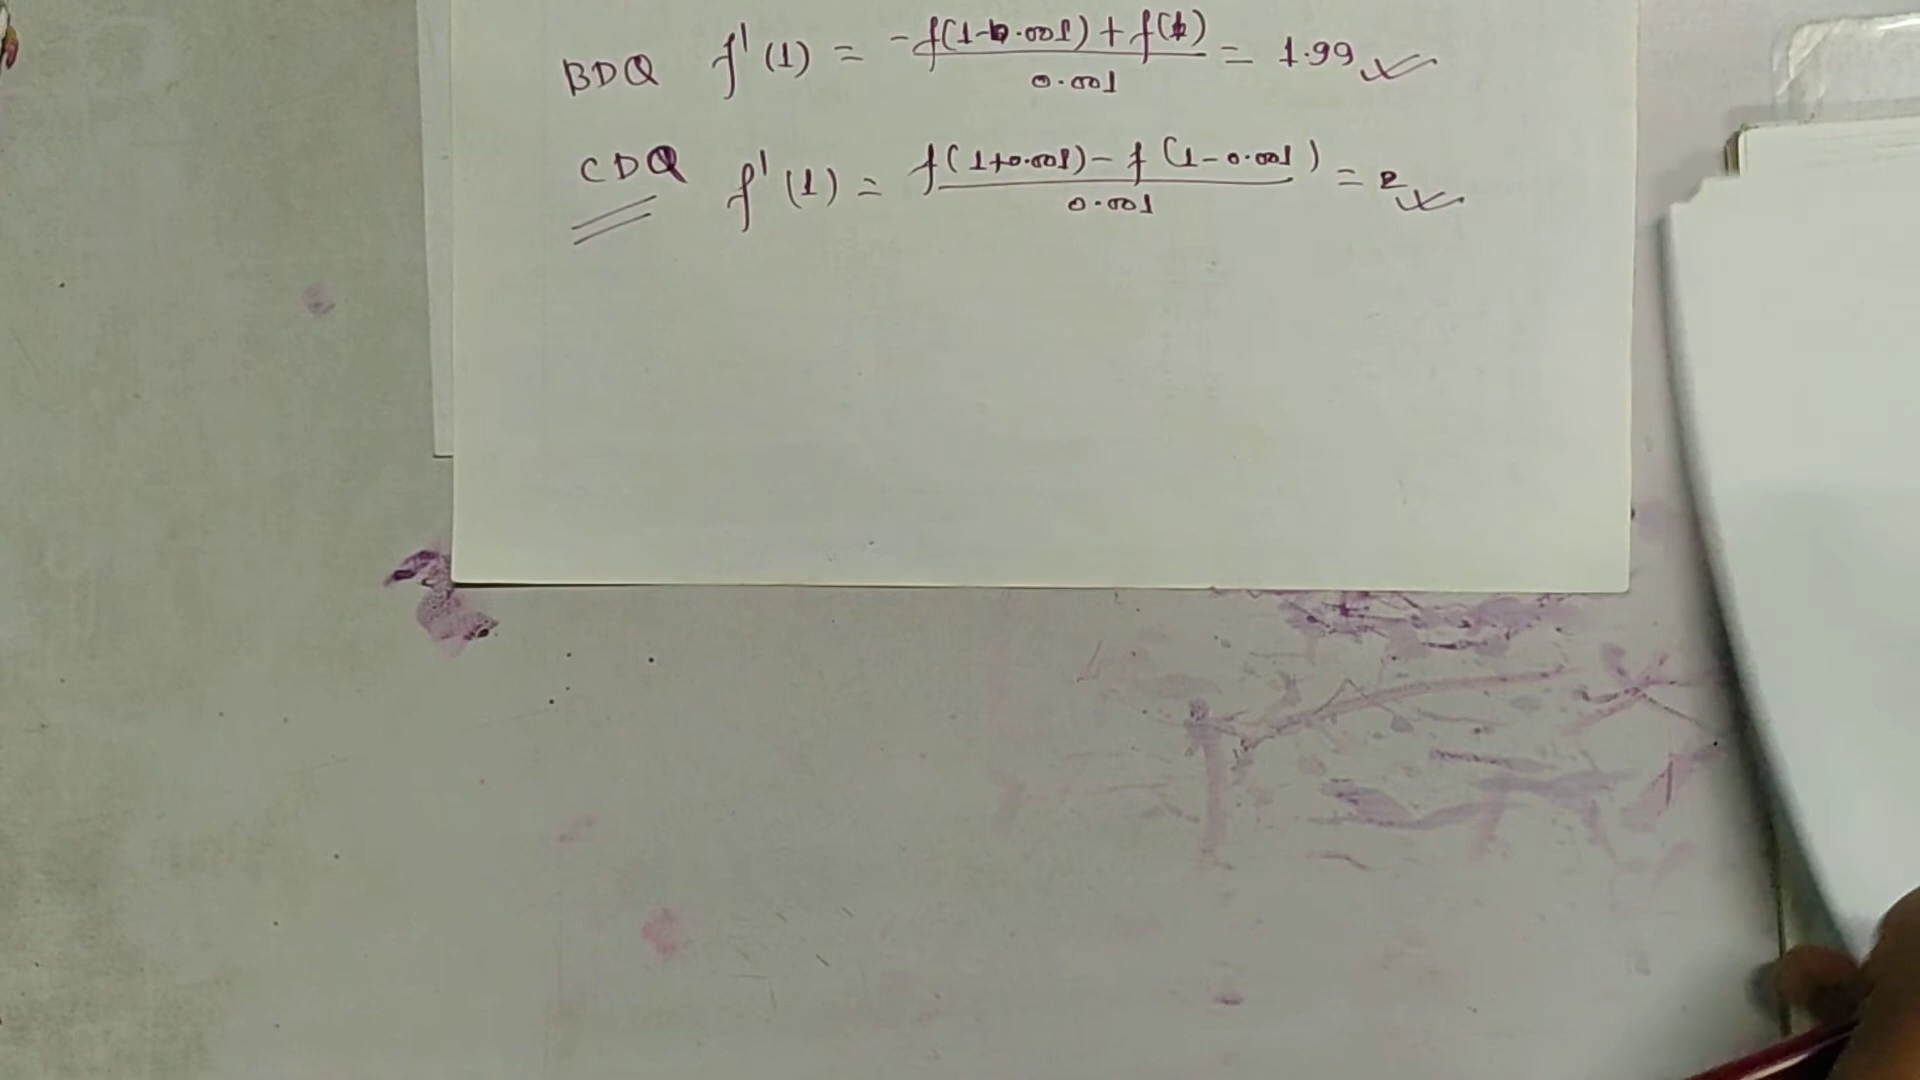 BDQ f'(1) = -f(1-0.001) + f(1) / 0.001 = 1.99
CDQ f'(1) = f(1+0.001) - f(1-0.001) / 0.001 = 2